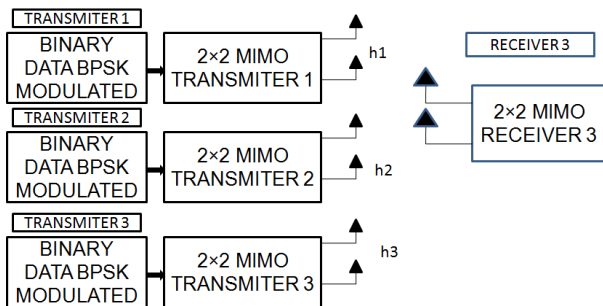 TRANSMITER 1
BINARY
DATA BPSK
MODULATED
2×2 MIMO
TRANSMITER 1
h1
RECEIVER 3
2×2 MIMO
RECEIVER 3
TRANSMITER 2
BINARY
DATA BPSK
MODULATED
2×2 MIMO
TRANSMITER 2
h2
TRANSMITER 3
BINARY
DATA BPSK
MODULATED
2×2 MIMO
TRANSMITER 3
h3